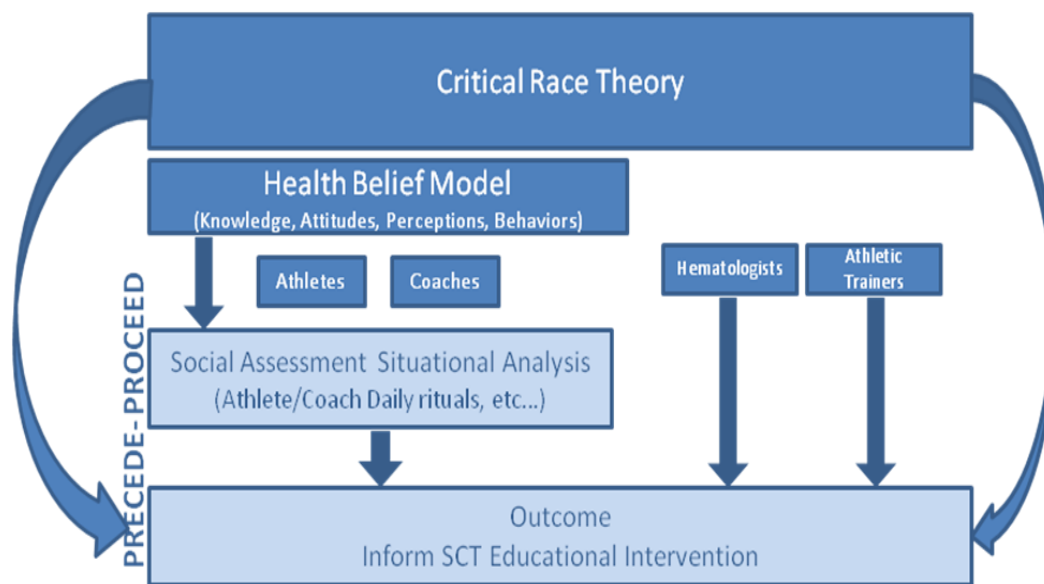 Critical Race Theory
Health Belief Model
(Knowledge, Attitudes, Perceptions, Behaviors)
Athletes
Coaches
Hematologists
Athletic
Trainers
Social Assessment Situational Analysis
(Athlete/Coach Daily rituals, etc...)
PRECEDE-PROCEED
Outcome
Inform SCT Educational Intervention